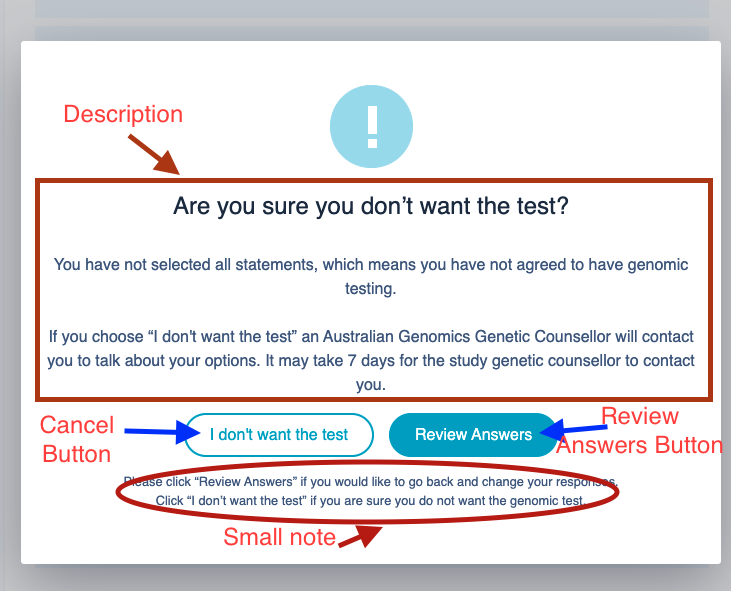 Description
Are you sure you don’t want the test?
You have not selected all statements, which means you have not agreed to have genomic
testing.
If you choose “I don't want the test” an Australian Genomics Genetic Counsellor will contact
you to talk about your options. It may take 7 days for the study genetic counsellor to contact
you.
Cancel
Button
I don't want the test
Review Answers
Review
Answers Button
Please click “Review Answers” if you would like to go back and change your responses.
Click “I don’t want the test” if you are sure you do not want the genomic test.
Small note